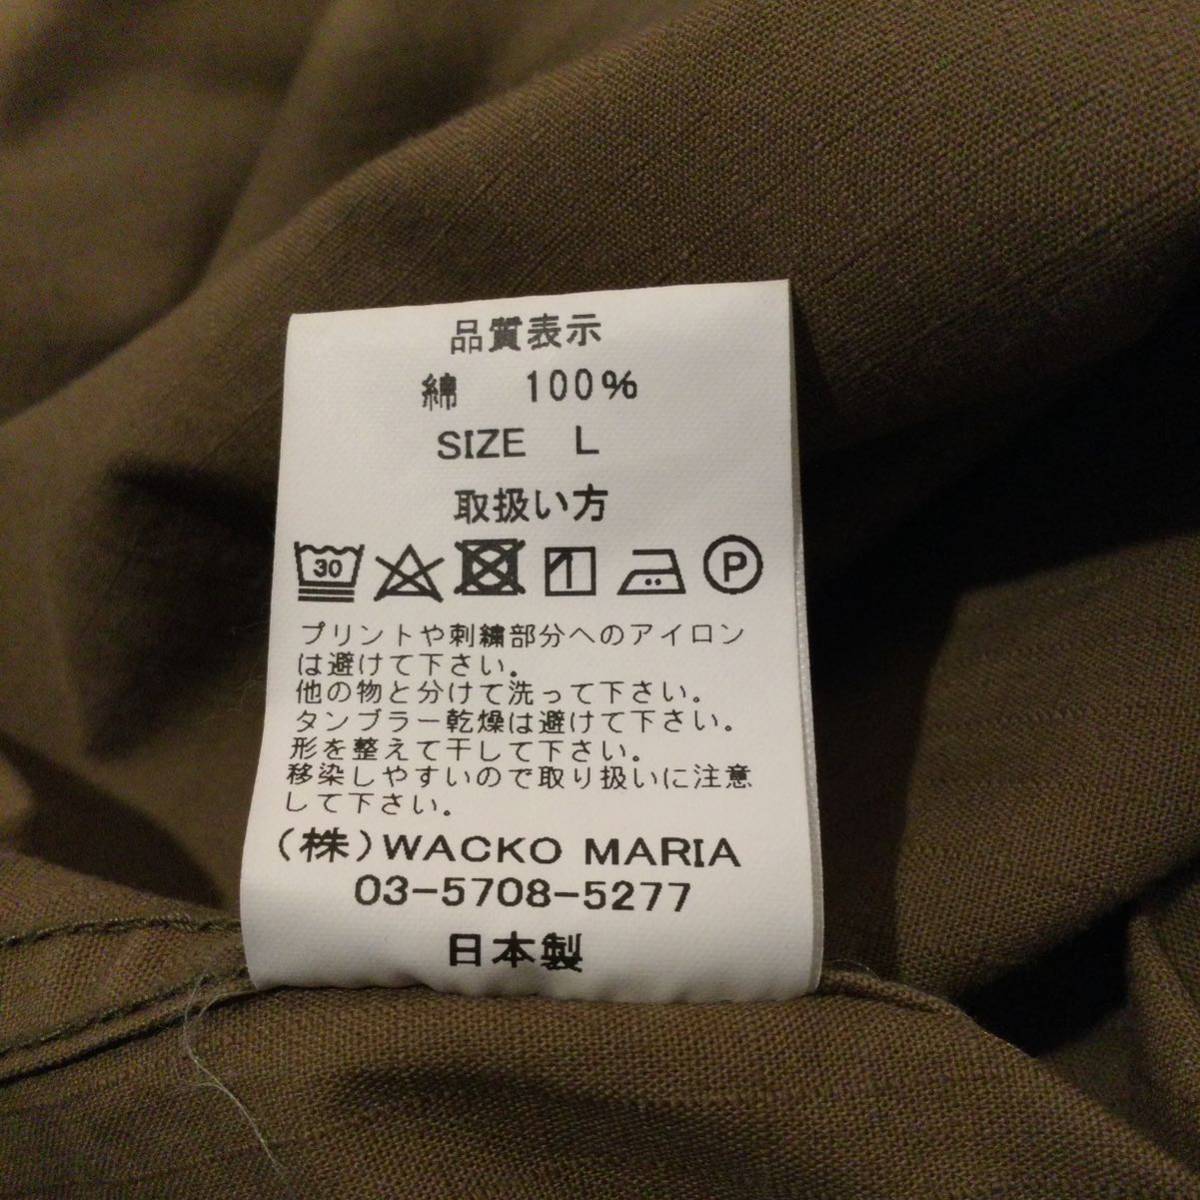 品質表示
綿 100%
SIZE L
取扱い方
30 P
プリントや刺繍部分へのアイロン
は避けて下さい。
他の物と分けて洗って下さい。
タンブラー乾燥は避けて下さい。
形を整えて干して下さい。
移染しやすいので取り扱いに注意
して下さい。
(株)WACKO MARIA
03-5708-5277
日本製